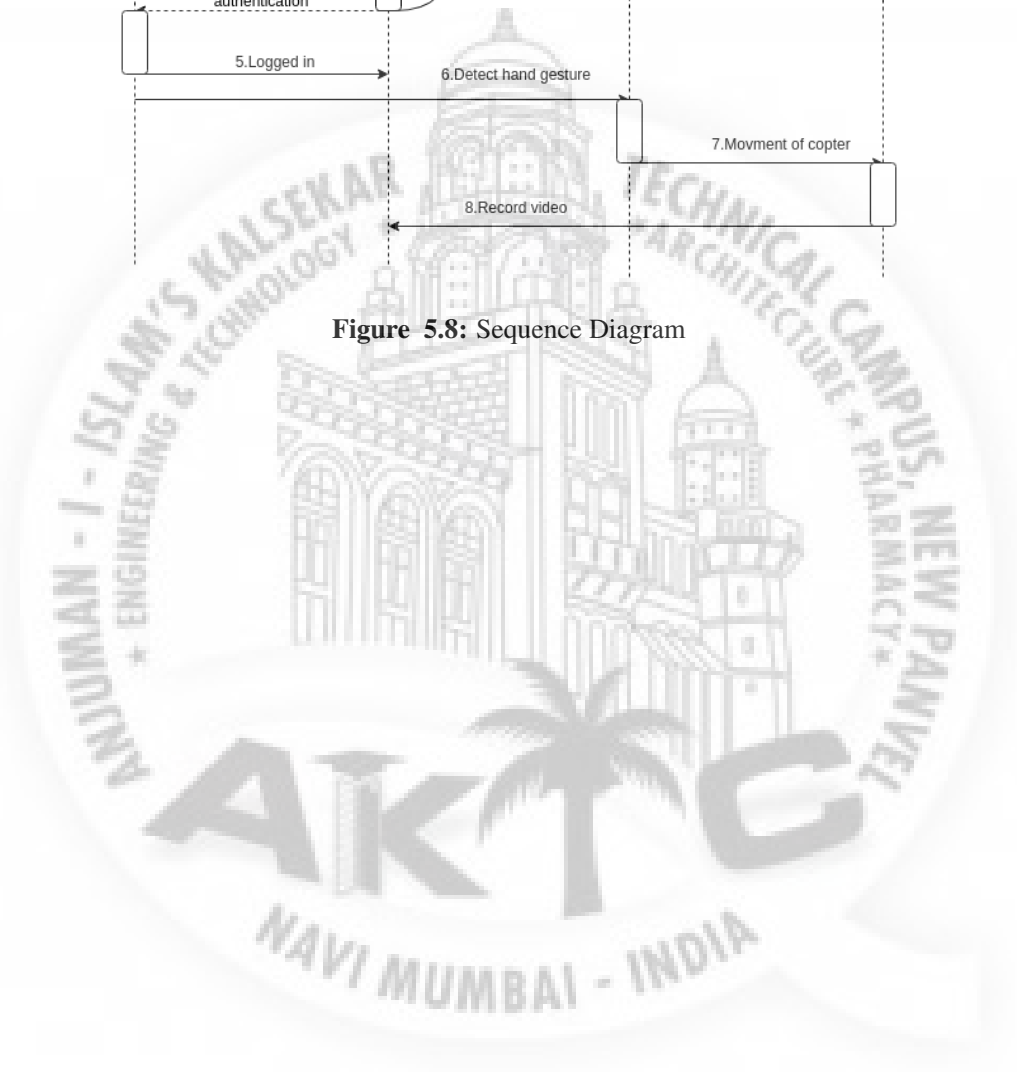 authentication
5.Logged in
6.Detect hand gesture
7.Movment of copter
8.Record video
Figure 5.8: Sequence Diagram
ANJUMAN - I - ISLAM'S KALSEKAR TECHNICAL CAMPUS, NEW PANVEL
★ ENGINEERING & TECHNOLOGY ★ ARCHITECTURE ★ PHARMACY ★
AKTC
NAVI MUMBAI - INDIA